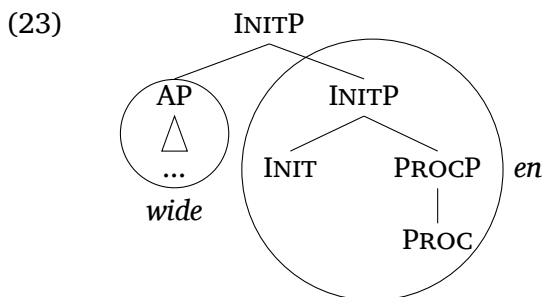 (23) INITP
AP INITP
...
INIT PROCP en
wide
PROC